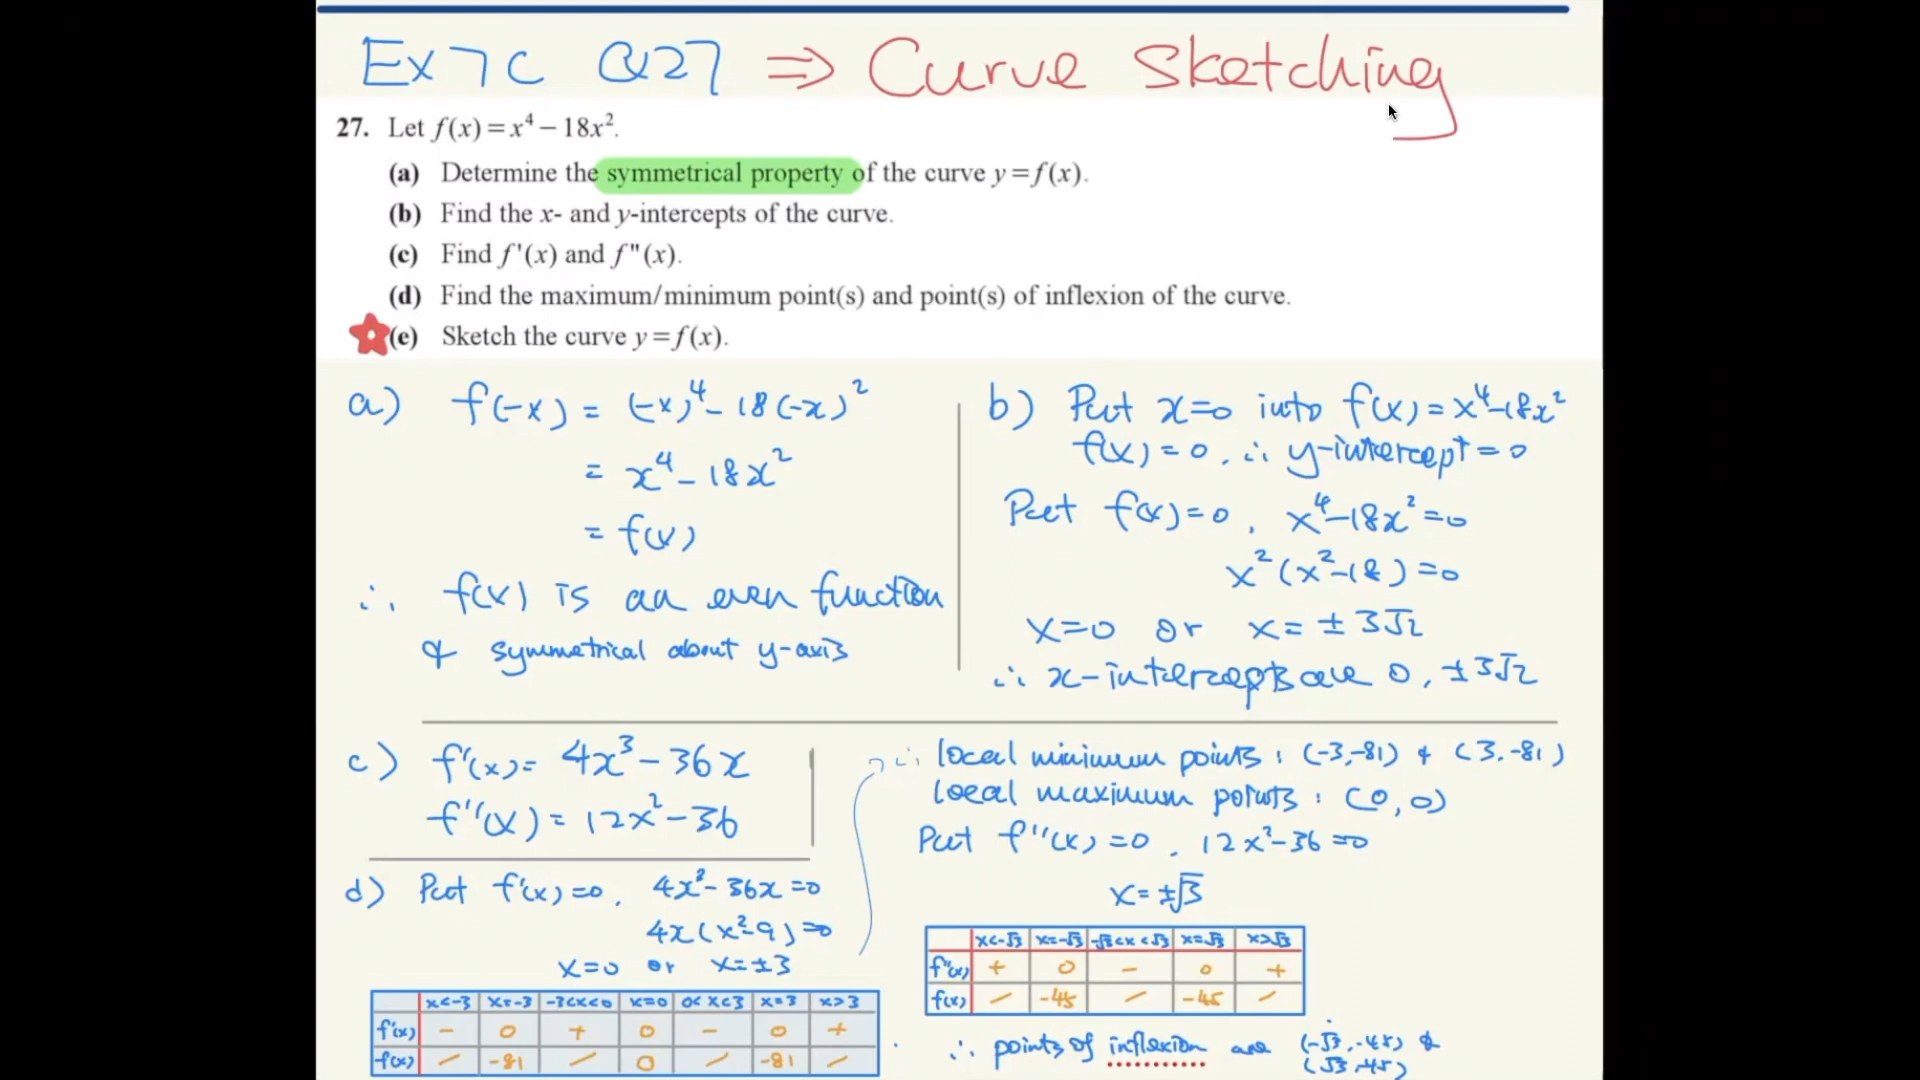 Ex7C Q27 ⇒ Curve Sketching
27. Let f(x)=x⁴−18x².
(a) Determine the symmetrical property of the curve y=f(x).
(b) Find the x- and y-intercepts of the curve.
(c) Find f'(x) and f"(x).
(d) Find the maximum/minimum point(s) and point(s) of inflexion of the curve.
(e) Sketch the curve y=f(x).
a) f(-x) = (-x)⁴-18(-x)²
= x⁴-18x²
= f(x)
∴ f(x) is an even function
& symmetrical about y-axis
b) Put x=0 into f(x)=x⁴-18x²
f(x)=0, ∴ y-intercept=0
Put f(x)=0, x⁴-18x²=0
x²(x²-18)=0
x=0 or x=±3√2
∴ x-intercepts are 0, ±3√2
c) f'(x)= 4x³-36x
f''(x)= 12x²-36
d) Put f'(x)=0, 4x³-36x=0
4x(x²-9)=0
x=0 or x=±3
x<-3 x=-3 -3<x<0 x=0 0<x<3 x=3 x>3
f'(x) - 0 + 0 - 0 +
f(x) / -81 / 0 / -81 /
∴ local minimum points: (-3,-81) & (3,-81)
local maximum points: (0,0)
Put f''(x)=0, 12x²-36=0
x=±√3
x<-√3 x=-√3 -√3<x<√3 x=√3 x>√3
f''(x) + 0 - 0 +
f(x) / -45 / -45 /
∴ points of inflexion are (-√3,-45) &
(√3,-45)